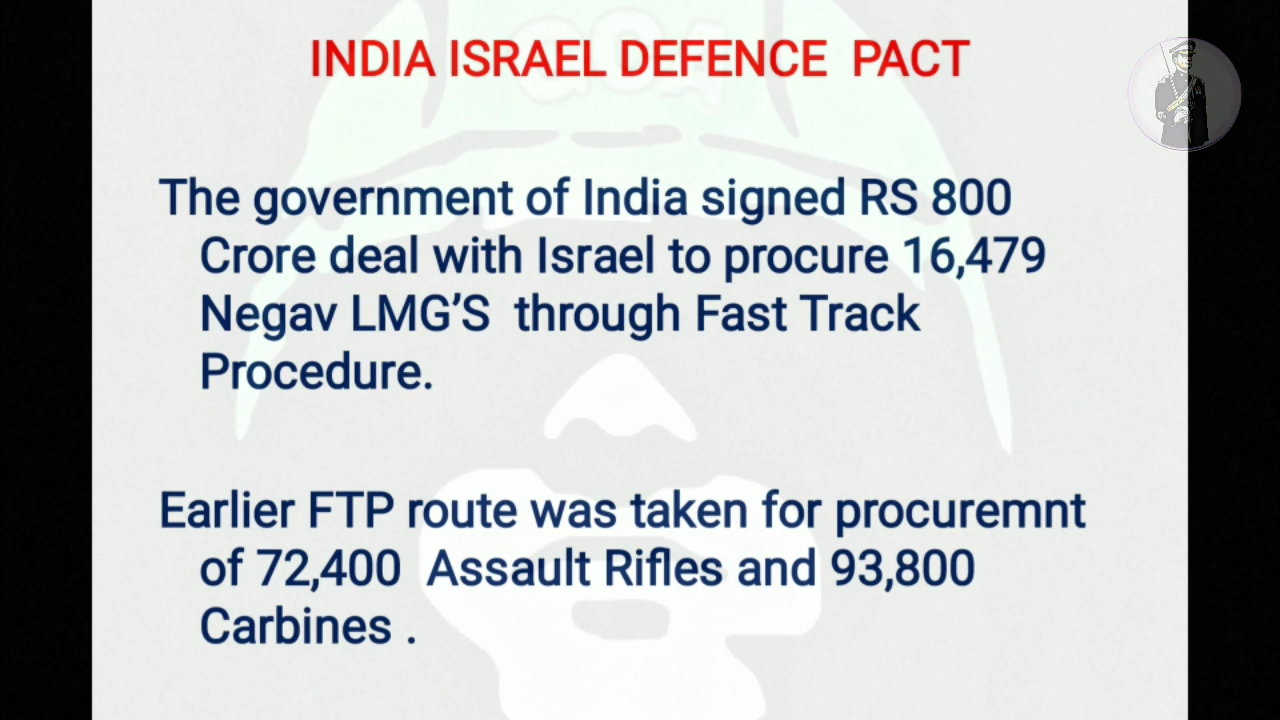 INDIA ISRAEL DEFENCE  PACT
The government of India signed RS 800
Crore deal with Israel to procure 16,479
Negav LMG’S  through Fast Track
Procedure.
Earlier FTP route was taken for procuremnt
of 72,400  Assault Rifles and 93,800
Carbines .